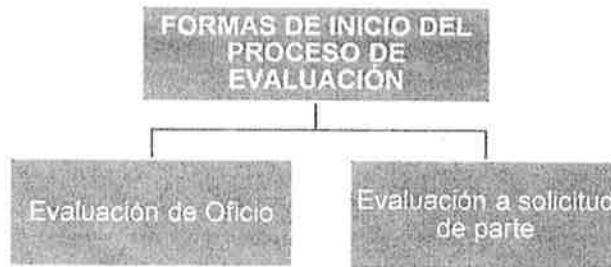 FORMAS DE INICIO DEL
PROCESO DE
EVALUACIÓN
Evaluación de Oficio
Evaluación a solicitud
de parte